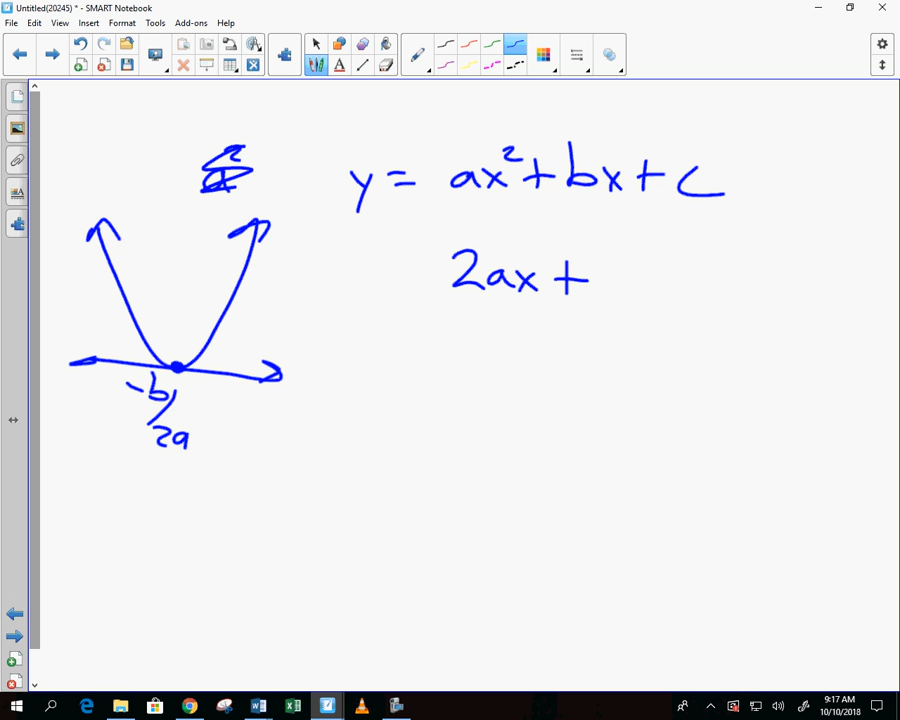 Untitled(20245) * - SMART Notebook
File Edit View Insert Format Tools Add-ons Help
y = ax²+bx+c
2ax +
-b/
2a
9:17 AM
10/10/2018